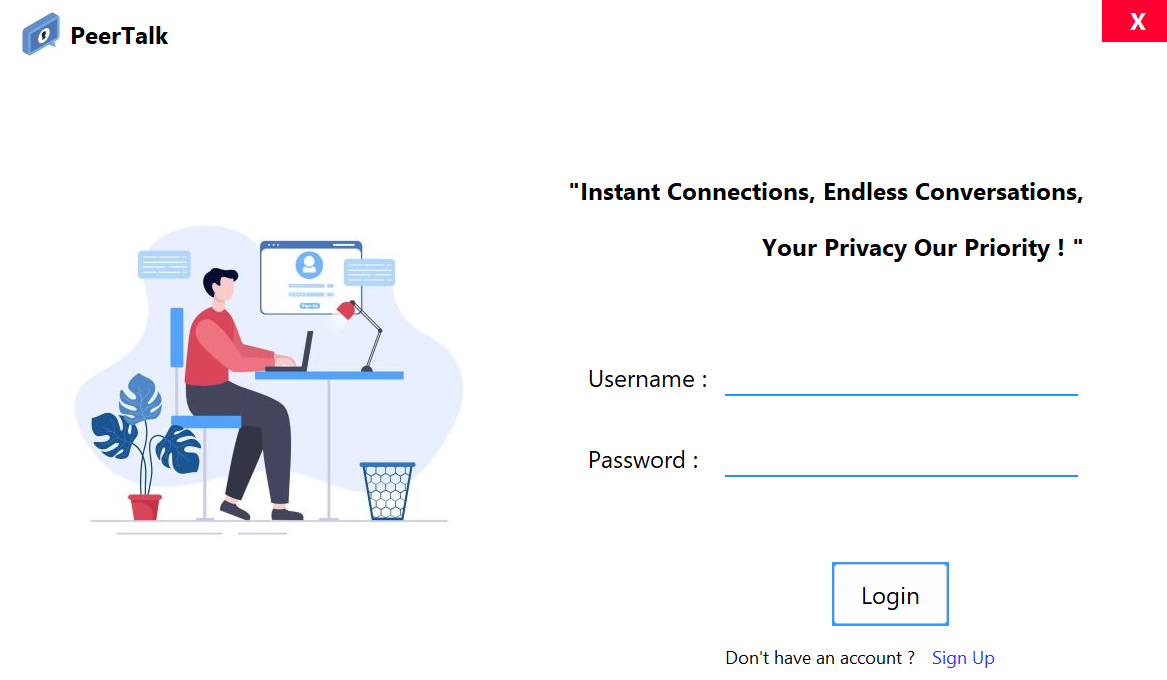 PeerTalk
X
"Instant Connections, Endless Conversations,
Your Privacy Our Priority ! "
Username :
Password :
Login
Don't have an account ? Sign Up